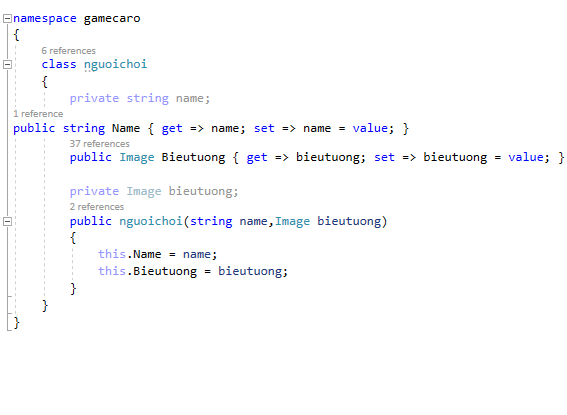 namespace gamecaro
{
6 references
class nguoichoi
{
private string name;
1 reference
public string Name { get => name; set => name = value; }
37 references
public Image Bieutuong { get => bieutuong; set => bieutuong = value; }
private Image bieutuong;
2 references
public nguoichoi(string name,Image bieutuong)
{
this.Name = name;
this.Bieutuong = bieutuong;
}
}
}